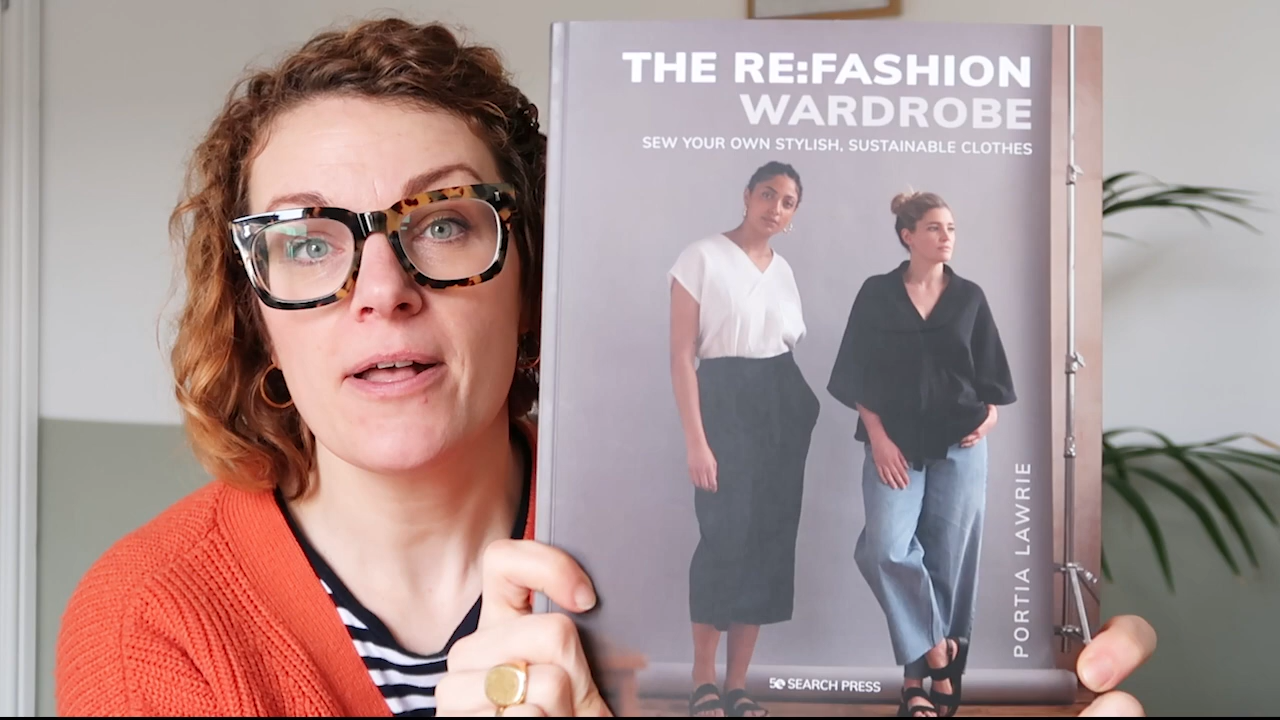 THE RE:FASHION
WARDROBE
SEW YOUR OWN STYLISH, SUSTAINABLE CLOTHES
PORTIA LAWRIE
SEARCH PRESS